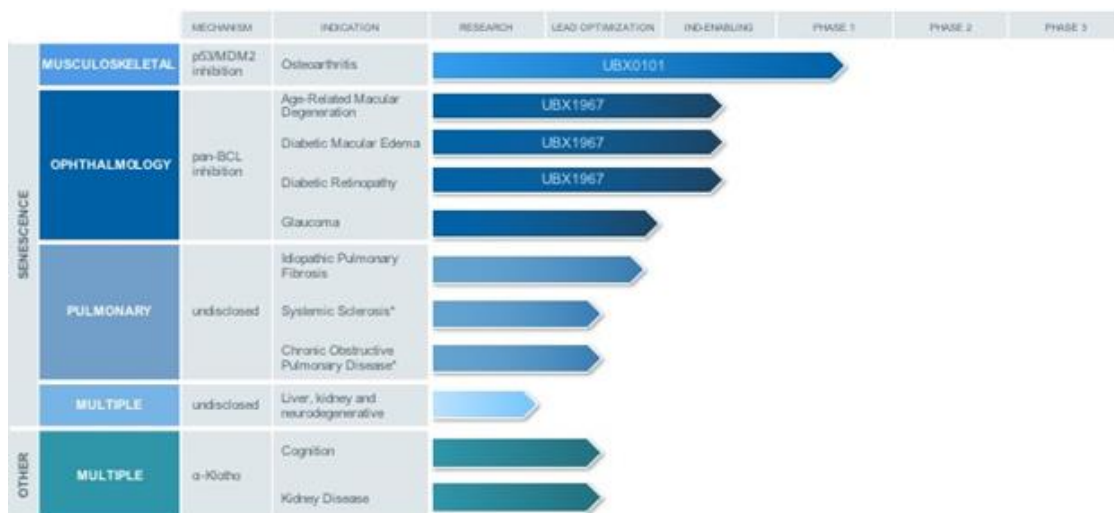 MECHANISM INDICATION RESEARCH LEAD OPTIMIZATION IND-ENABLING PHASE 1 PHASE 2 PHASE 3
SENESCENCE
MUSCULOSKELETAL
p53/MDM2
inhibition
Osteoarthritis
UBX0101
OPHTHALMOLOGY
pan-BCL
inhibition
Age-Related Macular
Degeneration
UBX1967
Diabetic Macular Edema
UBX1967
Diabetic Retinopathy
UBX1967
Glaucoma
PULMONARY
undisclosed
Idiopathic Pulmonary
Fibrosis
Systemic Sclerosis*
Chronic Obstructive
Pulmonary Disease*
MULTIPLE
undisclosed
Liver, kidney and
neurodegenerative
OTHER
MULTIPLE
α-Klotho
Cognition
Kidney Disease